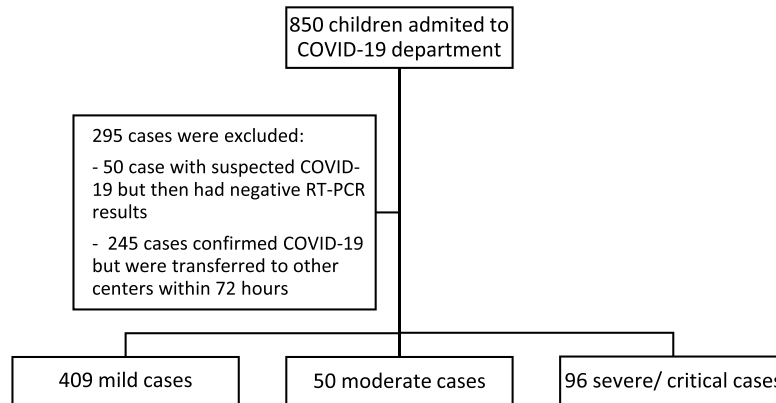 850 children admited to
COVID-19 department
295 cases were excluded:
- 50 case with suspected COVID-
19 but then had negative RT-PCR
results
- 245 cases confirmed COVID-19
but were transferred to other
centers within 72 hours
409 mild cases
50 moderate cases
96 severe/ critical cases